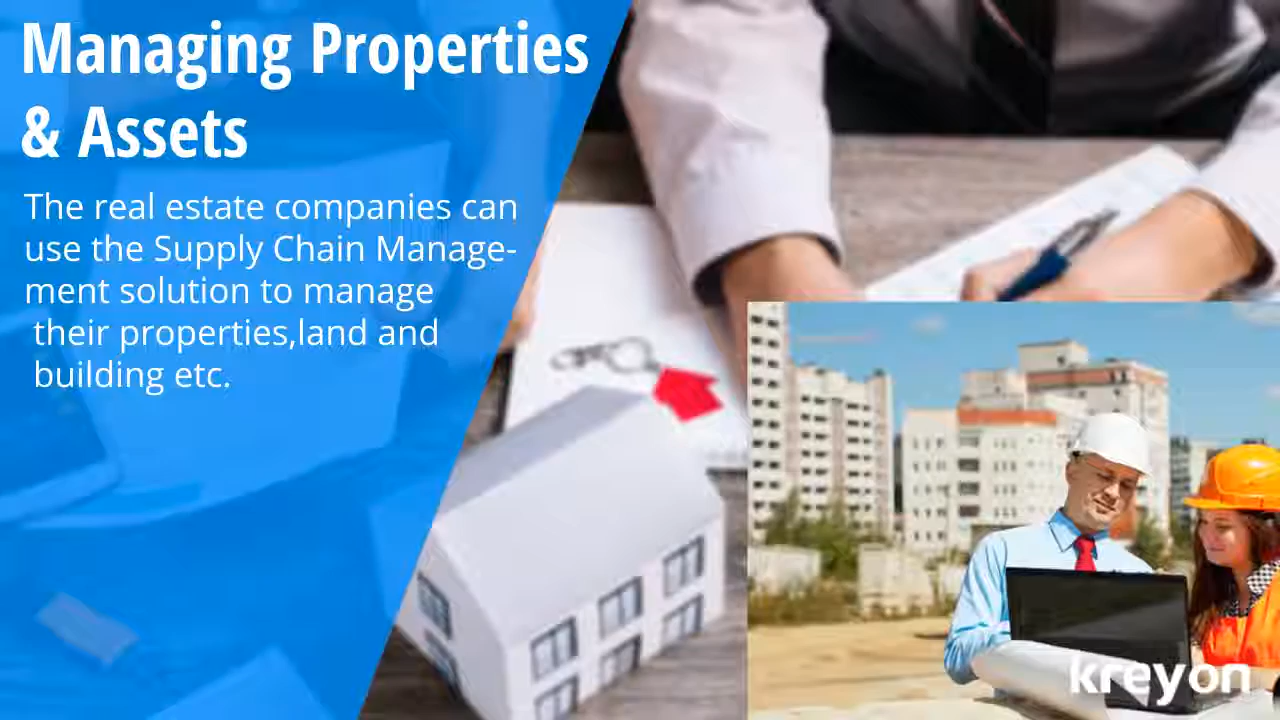 Managing Properties
& Assets
The real estate companies can
use the Supply Chain Manage-
ment solution to manage
their properties,land and
building etc.
kreyon